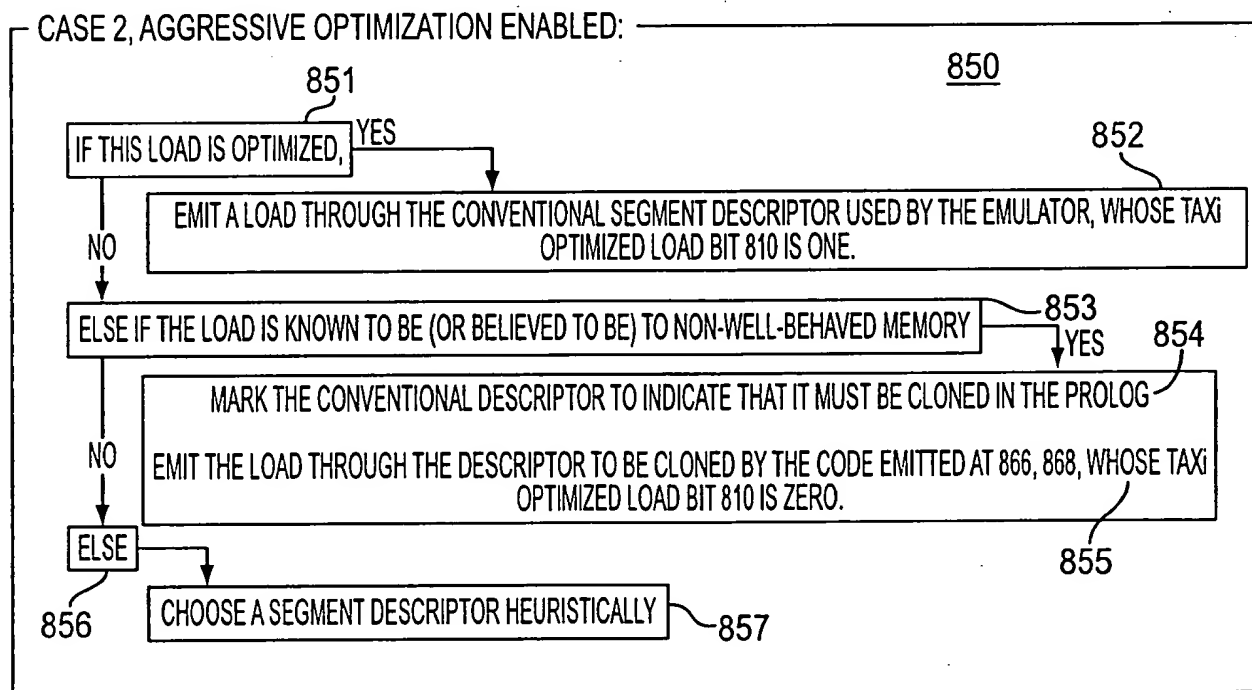 CASE 2, AGGRESSIVE OPTIMIZATION ENABLED:
850
851
IF THIS LOAD IS OPTIMIZED,
YES
852
EMIT A LOAD THROUGH THE CONVENTIONAL SEGMENT DESCRIPTOR USED BY THE EMULATOR, WHOSE TAXi
OPTIMIZED LOAD BIT 810 IS ONE.
NO
853
ELSE IF THE LOAD IS KNOWN TO BE (OR BELIEVED TO BE) TO NON-WELL-BEHAVED MEMORY
YES
854
MARK THE CONVENTIONAL DESCRIPTOR TO INDICATE THAT IT MUST BE CLONED IN THE PROLOG
NO
EMIT THE LOAD THROUGH THE DESCRIPTOR TO BE CLONED BY THE CODE EMITTED AT 866, 868, WHOSE TAXi
OPTIMIZED LOAD BIT 810 IS ZERO.
855
ELSE
856
CHOOSE A SEGMENT DESCRIPTOR HEURISTICALLY
857